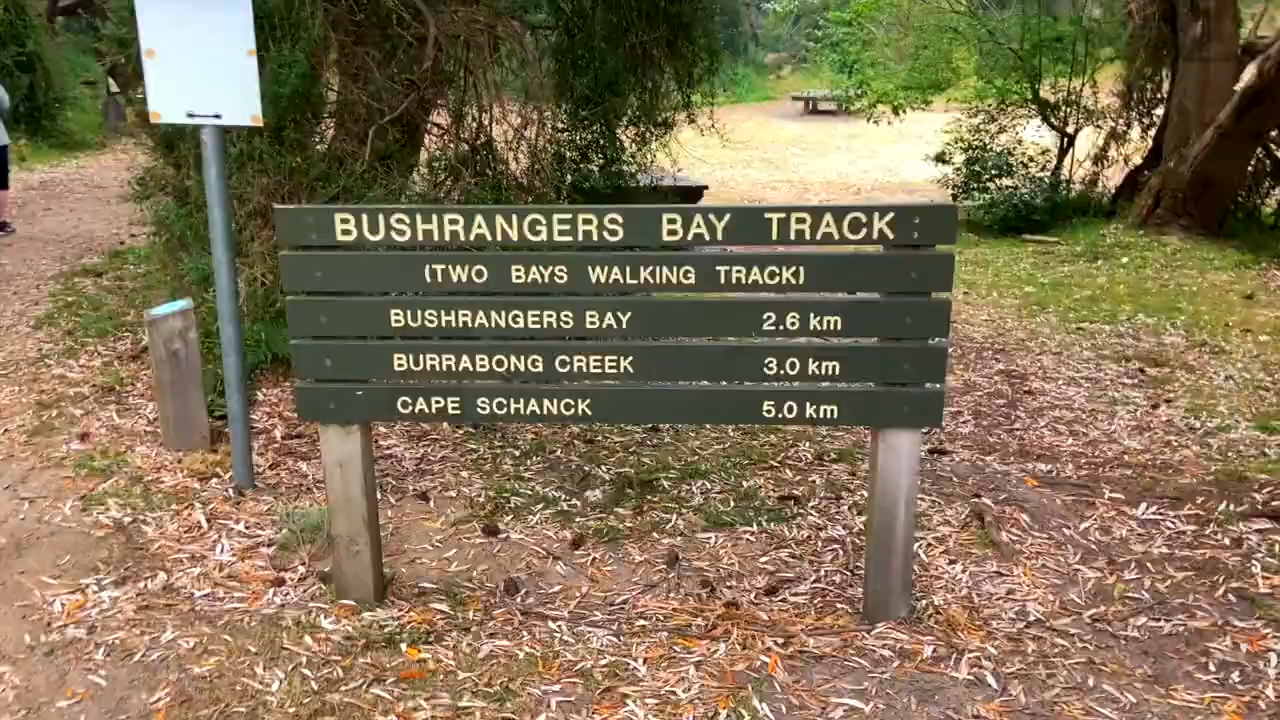 BUSHRANGERS BAY TRACK
(TWO BAYS WALKING TRACK)
BUSHRANGERS BAY 2.6 km
BURRABONG CREEK 3.0 km
CAPE SCHANCK 5.0 km